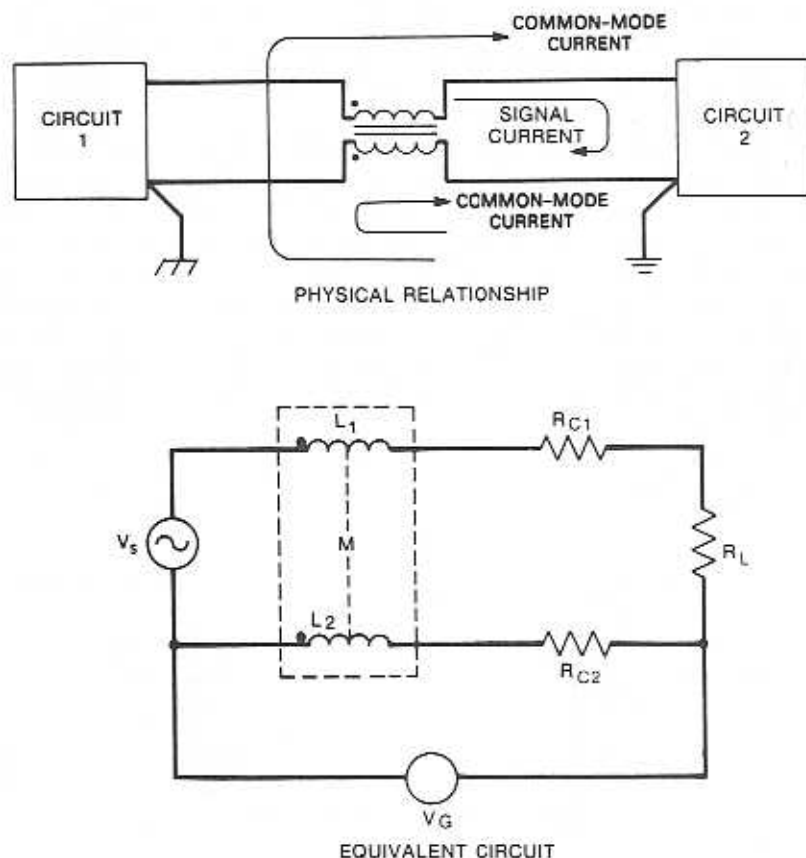 COMMON-MODE
CURRENT
CIRCUIT
1
SIGNAL
CURRENT
CIRCUIT
2
COMMON-MODE
CURRENT
PHYSICAL RELATIONSHIP
L1
RC1
VS
M
RL
L2
RC2
VG
EQUIVALENT CIRCUIT